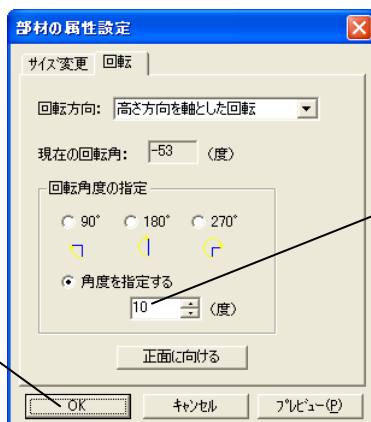 部材の属性設定
サイズ変更 回転
回転方向: 高さ方向を軸とした回転
現在の回転角: -53 (度)
回転角度の指定
90° 180° 270°
角度を指定する
10 (度)
正面に向ける
OK キャンセル プレビュー(P)